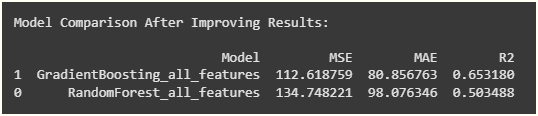 Model Comparison After Improving Results:
Model MSE MAE R2
1 GradientBoosting_all_features 112.618759 80.856763 0.653180
0 RandomForest_all_features 134.748221 98.076346 0.503488